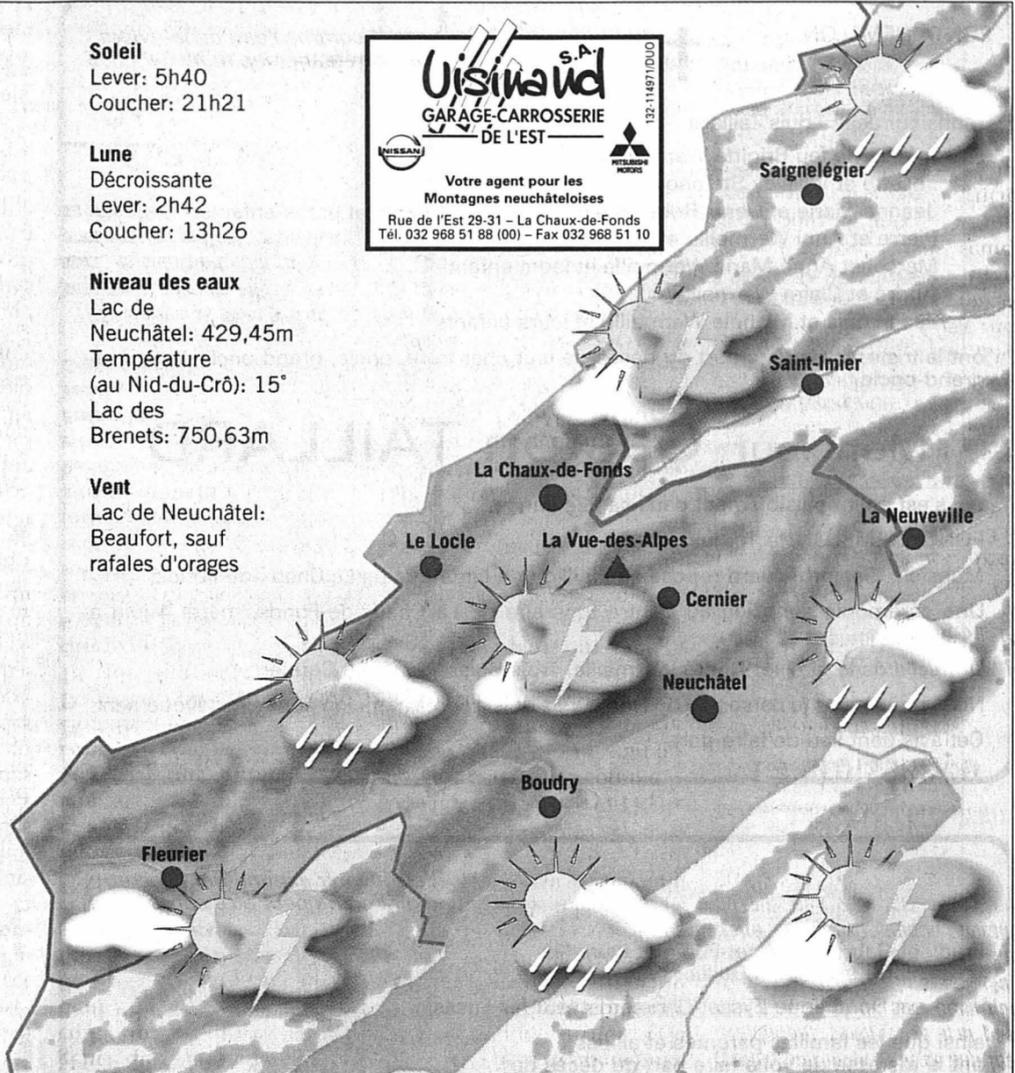 Soleil
Lever: 5h40
Coucher: 21h21
Lune
Décroissante
Lever: 2h42
Coucher: 13h26
Niveau des eaux
Lac de
Neuchâtel: 429,45m
Température
(au Nid-du-Crô): 15°
Lac des
Brenets: 750,63m
Vent
Lac de Neuchâtel:
Beaufort, sauf
rafales d'orages
Visinand S.A.
GARAGE-CARROSSERIE
DE L'EST
NISSAN
MITSUBISHI
MOTORS
132-114971/DUO
Votre agent pour les
Montagnes neuchâteloises
Rue de l'Est 29-31 – La Chaux-de-Fonds
Tél. 032 968 51 88 (00) – Fax 032 968 51 10
Saignelégier
Saint-Imier
La Chaux-de-Fonds
La Neuveville
Le Locle
La Vue-des-Alpes
Cernier
Neuchâtel
Boudry
Fleurier